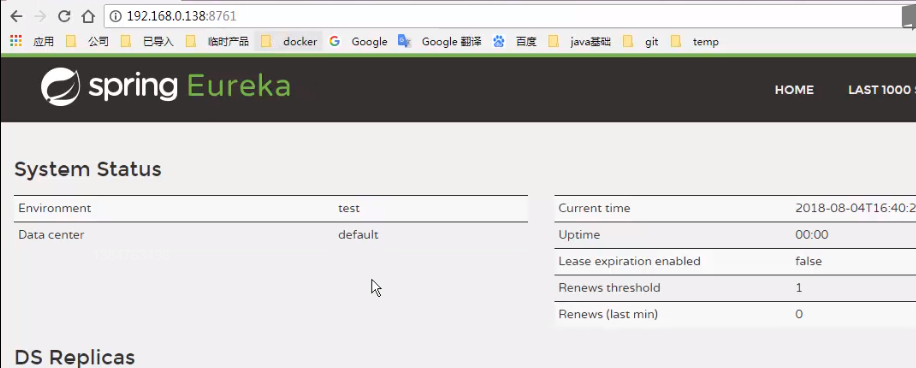 192.168.0.138:8761
应用 公司 已导入 临时产品 docker Google Google 翻译 百度 java基础 git temp
spring Eureka
HOME LAST 1000
System Status
Environment test
Data center default
Current time 2018-08-04T16:40:2
Uptime 00:00
Lease expiration enabled false
Renews threshold 1
Renews (last min) 0
DS Replicas